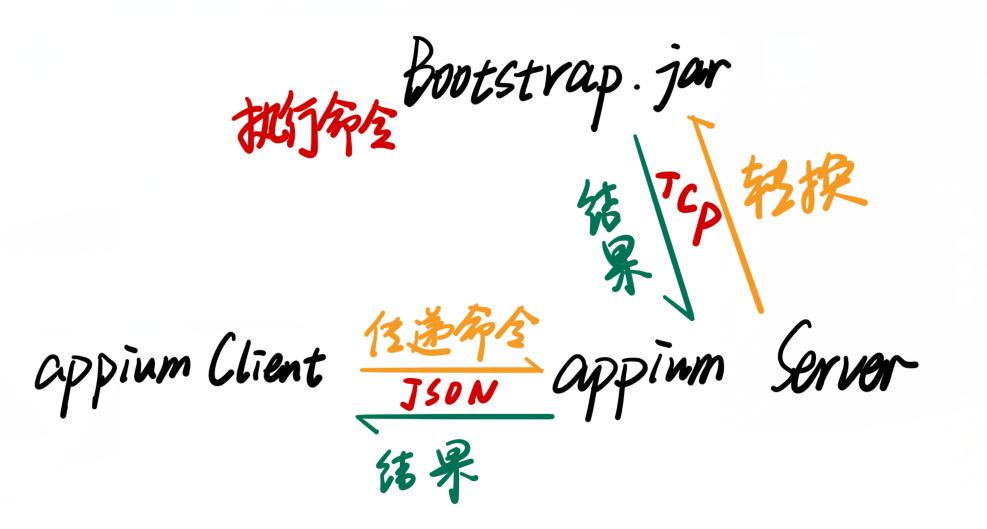 Bootstrap.jar
执行命令
结果
TCP
转换
传递命令
appium Client
JSON
appium Server
结果